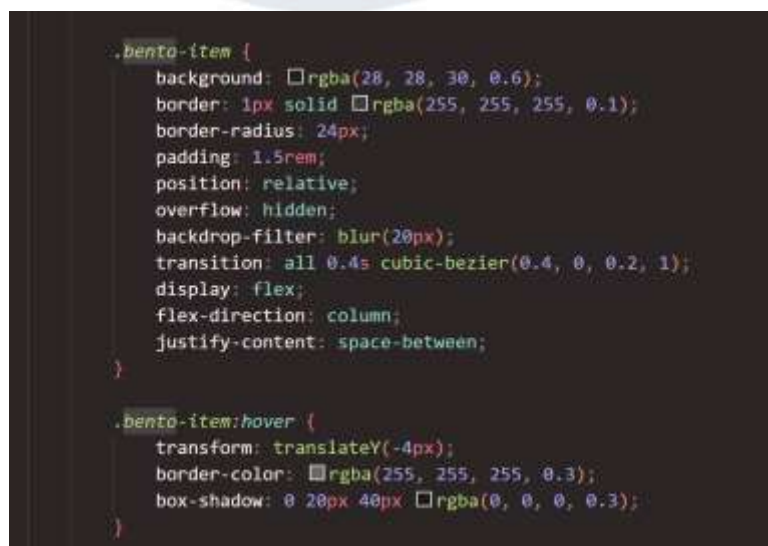 .bento-item {
background: rgba(28, 28, 30, 0.6);
border: 1px solid rgba(255, 255, 255, 0.1);
border-radius: 24px;
padding: 1.5rem;
position: relative;
overflow: hidden;
backdrop-filter: blur(20px);
transition: all 0.4s cubic-bezier(0.4, 0, 0.2, 1);
display: flex;
flex-direction: column;
justify-content: space-between;
}
.bento-item:hover {
transform: translateY(-4px);
border-color: rgba(255, 255, 255, 0.3);
box-shadow: 0 20px 40px rgba(0, 0, 0, 0.3);
}